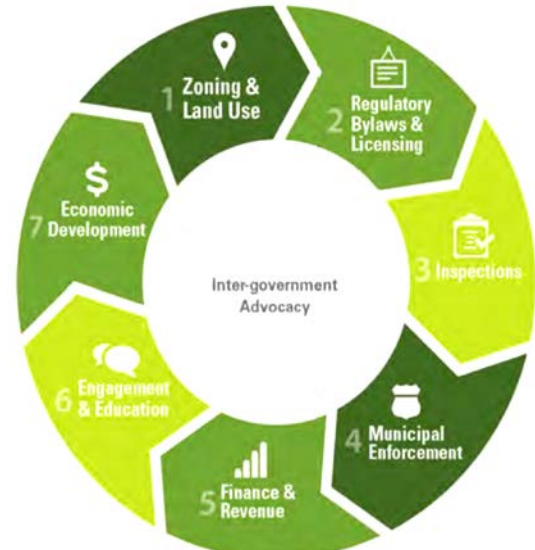 1 Zoning &
Land Use
2 Regulatory
Bylaws &
Licensing
3 Inspections
4 Municipal
Enforcement
5 Finance &
Revenue
6 Engagement
& Education
$
7 Economic
Development
Inter-government
Advocacy